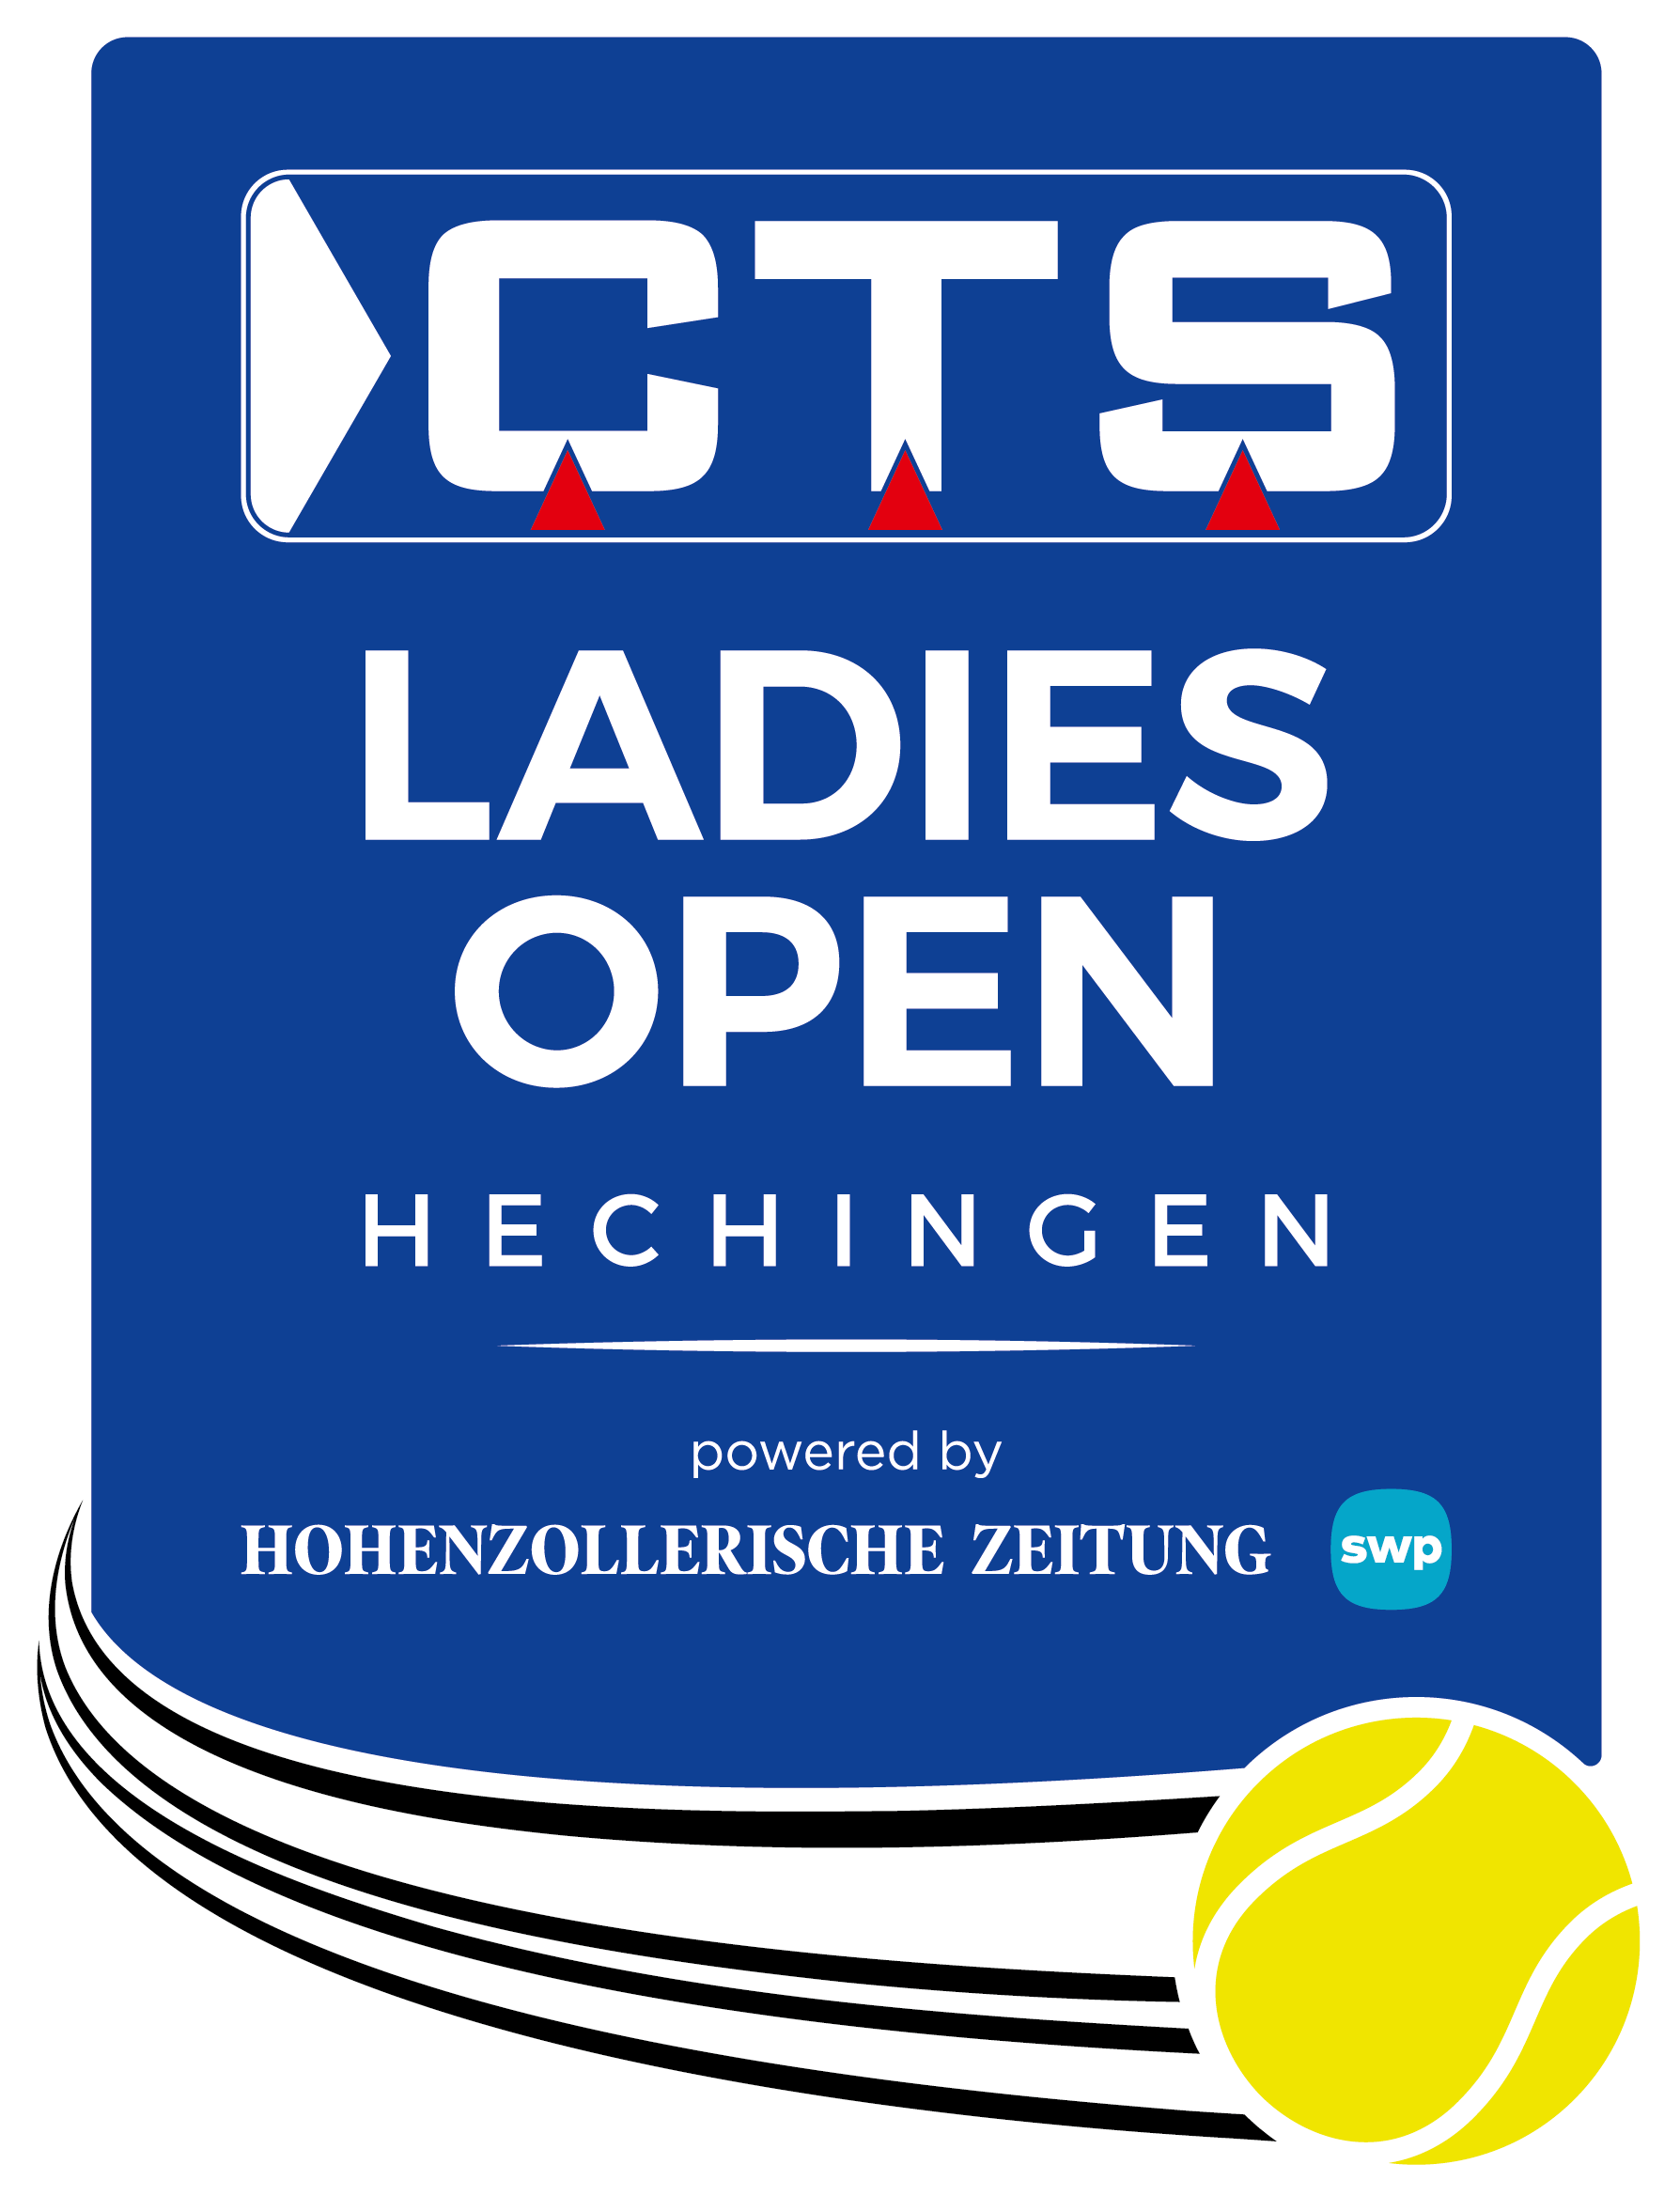 CTS
LADIES
OPEN
HECHINGEN
powered by
HOHENZOLLERISCHE ZEITUNG swp